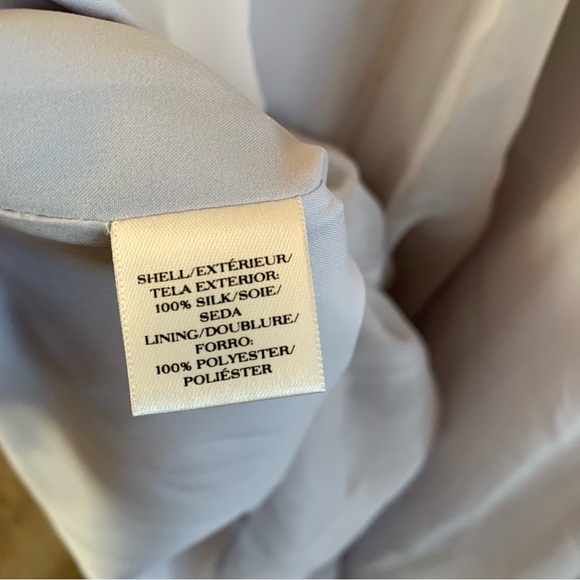 SHELL/EXTÉRIEUR/
TELA EXTERIOR:
100% SILK/SOIE/
SEDA
LINING/DOUBLURE/
FORRO:
100% POLYESTER/
POLIÉSTER